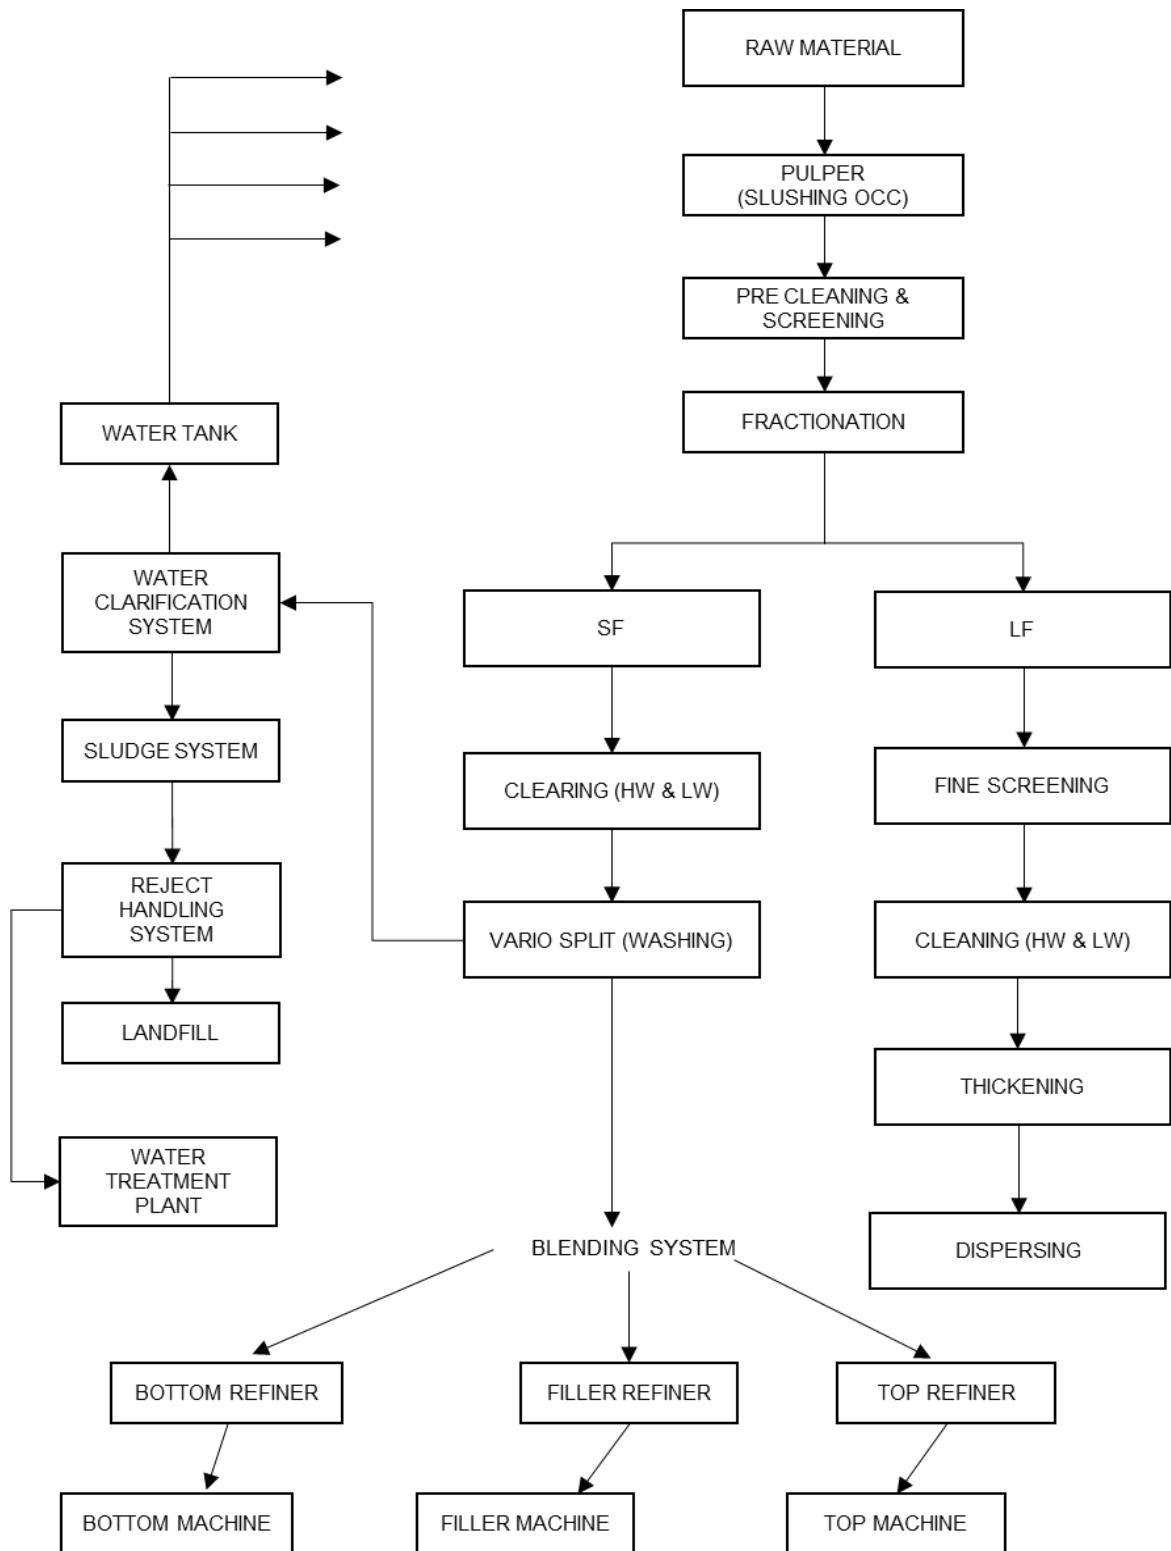 RAW MATERIAL
PULPER
(SLUSHING OCC)
PRE CLEANING &
SCREENING
FRACTIONATION
WATER TANK
WATER
CLARIFICATION
SYSTEM
SF
LF
SLUDGE SYSTEM
CLEARING (HW & LW)
FINE SCREENING
REJECT
HANDLING
SYSTEM
VARIO SPLIT (WASHING)
CLEANING (HW & LW)
LANDFILL
THICKENING
WATER
TREATMENT
PLANT
BLENDING SYSTEM
DISPERSING
BOTTOM REFINER
FILLER REFINER
TOP REFINER
BOTTOM MACHINE
FILLER MACHINE
TOP MACHINE